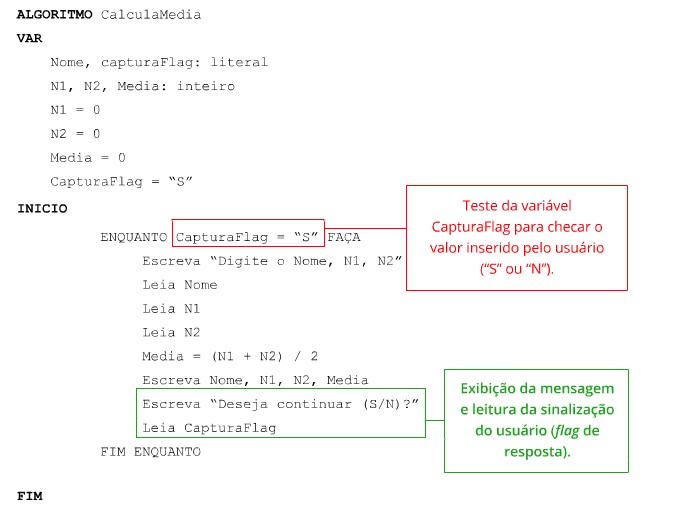 ALGORITMO CalculaMedia
VAR
Nome, capturaFlag: literal
N1, N2, Media: inteiro
N1 = 0
N2 = 0
Media = 0
CapturaFlag = “S”
INICIO
ENQUANTO CapturaFlag = “S” FAÇA
Escreva “Digite o Nome, N1, N2”
Leia Nome
Leia N1
Leia N2
Media = (N1 + N2) / 2
Escreva Nome, N1, N2, Media
Escreva “Deseja continuar (S/N)?”
Leia CapturaFlag
FIM ENQUANTO
FIM
Teste da variável
CapturaFlag para checar o
valor inserido pelo usuário
(“S” ou “N”).
Exibição da mensagem
e leitura da sinalização
do usuário (flag de
resposta).